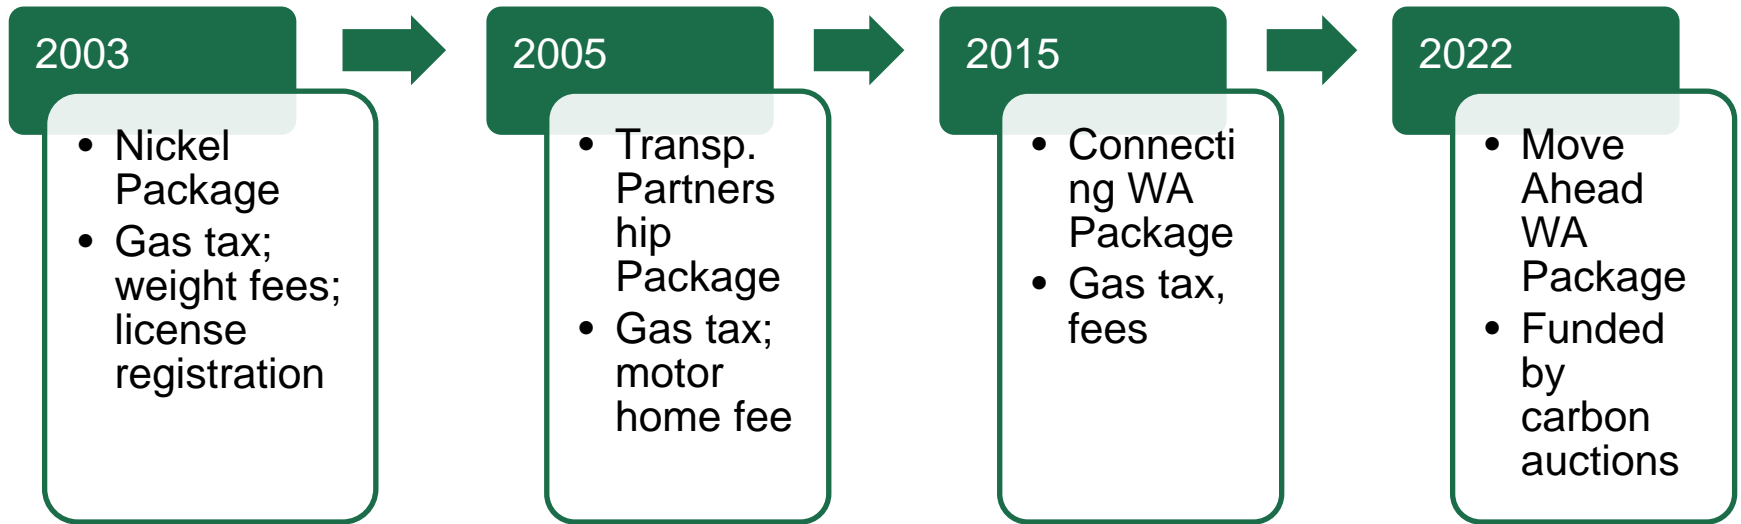 2003
• Nickel
Package
• Gas tax;
weight fees;
license
registration
2005
• Transp.
Partners
hip
Package
• Gas tax;
motor
home fee
2015
• Connecti
ng WA
Package
• Gas tax,
fees
2022
• Move
Ahead
WA
Package
• Funded
by
carbon
auctions